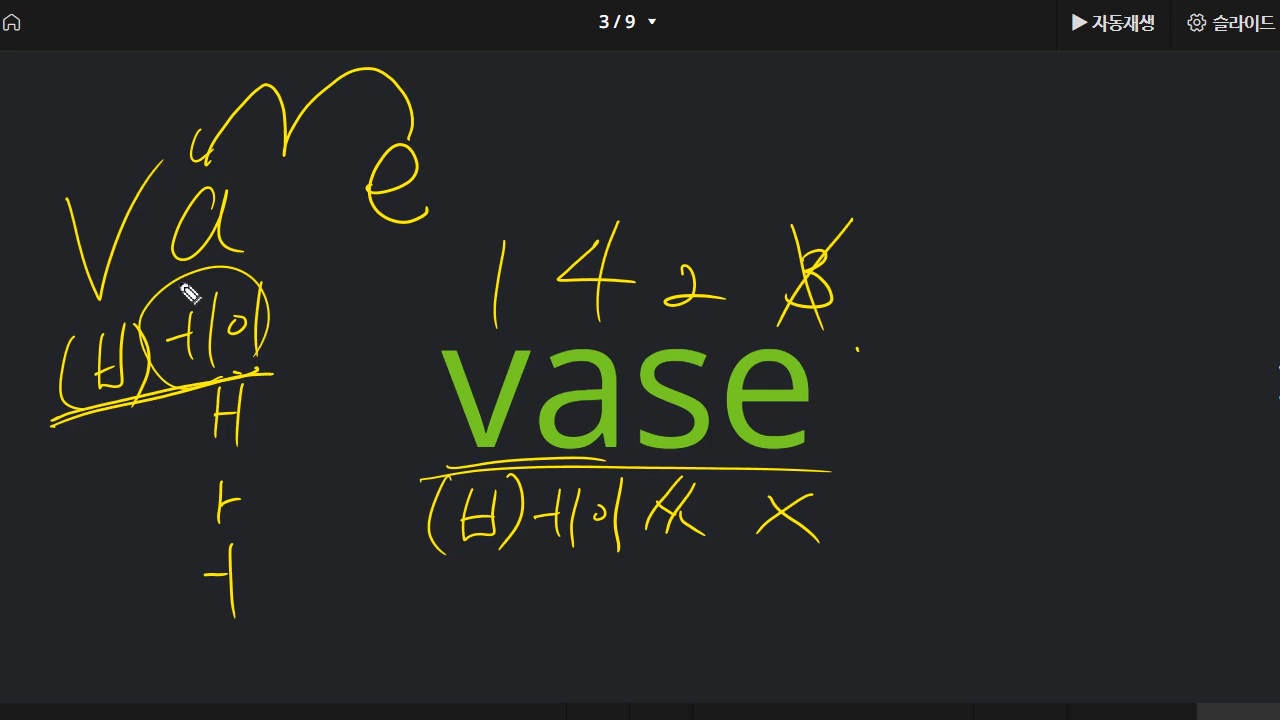 3 / 9
▶ 자동재생
슬라이드
a e
v a
(ㅂ) ㅔ이
ㅐ
ㅏ
ㅓ
1 4 2 8
vase
(ㅂ) ㅔ이 ㅈ x